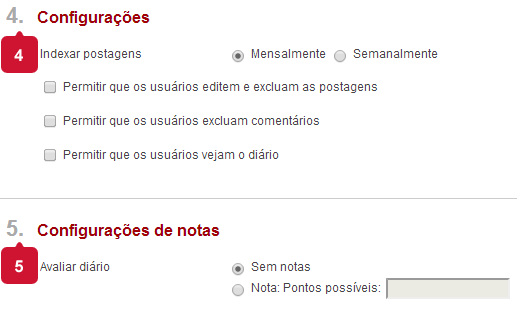 4. Configurações
4 Indexar postagens Mensalmente Semanalmente
Permitir que os usuários editem e excluam as postagens
Permitir que os usuários excluam comentários
Permitir que os usuários vejam o diário
5. Configurações de notas
5 Avaliar diário Sem notas
Nota: Pontos possíveis: